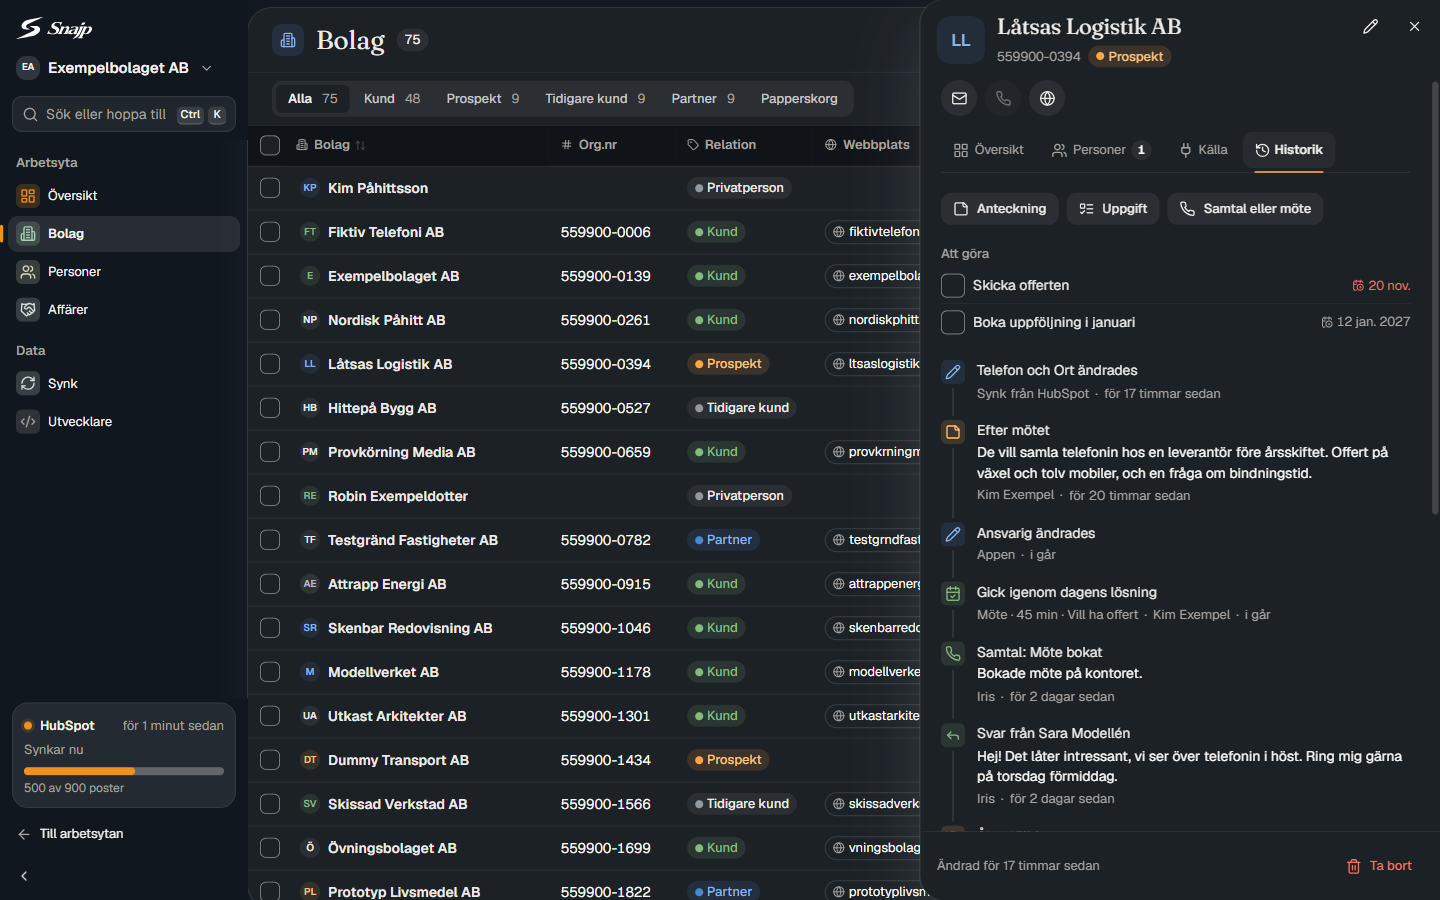 Snajp
EA Exempelbolaget AB
Sök eller hoppa till Ctrl K
Arbetsyta
Översikt
Bolag
Personer
Affärer
Data
Synk
Utvecklare
HubSpot för 1 minut sedan
Synkar nu
500 av 900 poster
Till arbetsytan
Bolag 75
Alla 75 Kund 48 Prospekt 9 Tidigare kund 9 Partner 9 Papperskorg
Bolag # Org.nr Relation Webbplats
KP Kim Påhittsson Privatperson
FT Fiktiv Telefoni AB 559900-0006 Kund fiktivtelefon
E Exempelbolaget AB 559900-0139 Kund exempelbola
NP Nordisk Påhitt AB 559900-0261 Kund nordiskphitt
LL Låtsas Logistik AB 559900-0394 Prospekt ltsaslogistik
HB Hittepå Bygg AB 559900-0527 Tidigare kund
PM Provkörning Media AB 559900-0659 Kund provkrningm
RE Robin Exempeldotter Privatperson
TF Testgränd Fastigheter AB 559900-0782 Partner testgrndfast
AE Attrapp Energi AB 559900-0915 Kund attrappenerg
SR Skenbar Redovisning AB 559900-1046 Kund skenbarredo
M Modellverket AB 559900-1178 Kund modellverke
UA Utkast Arkitekter AB 559900-1301 Kund utkastarkite
DT Dummy Transport AB 559900-1434 Prospekt
SV Skissad Verkstad AB 559900-1566 Tidigare kund skissadverk
Ö Övningsbolaget AB 559900-1699 Kund vningsbolag
PL Prototyp Livsmedel AB 559900-1822 Partner prototyplivsm
LL Låtsas Logistik AB
559900-0394 Prospekt
Översikt Personer 1 Källa Historik
Anteckning Uppgift Samtal eller möte
Att göra
Skicka offerten 20 nov.
Boka uppföljning i januari 12 jan. 2027
Telefon och Ort ändrades
Synk från HubSpot · för 17 timmar sedan
Efter mötet
De vill samla telefonin hos en leverantör före årsskiftet. Offert på
växel och tolv mobiler, och en fråga om bindningstid.
Kim Exempel · för 20 timmar sedan
Ansvarig ändrades
Appen · i går
Gick igenom dagens lösning
Möte · 45 min · Vill ha offert · Kim Exempel · i går
Samtal: Möte bokat
Bokade möte på kontoret.
Iris · för 2 dagar sedan
Svar från Sara Modellén
Hej! Det låter intressant, vi ser över telefonin i höst. Ring mig gärna
på torsdag förmiddag.
Iris · för 2 dagar sedan
Ändrad för 17 timmar sedan Ta bort